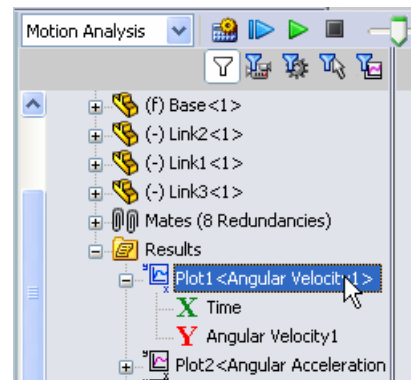 Motion Analysis
(f) Base<1>
(-) Link2<1>
(-) Link1<1>
(-) Link3<1>
Mates (8 Redundancies)
Results
Plot1<Angular Velocity1>
X Time
Y Angular Velocity1
Plot2<Angular Acceleration